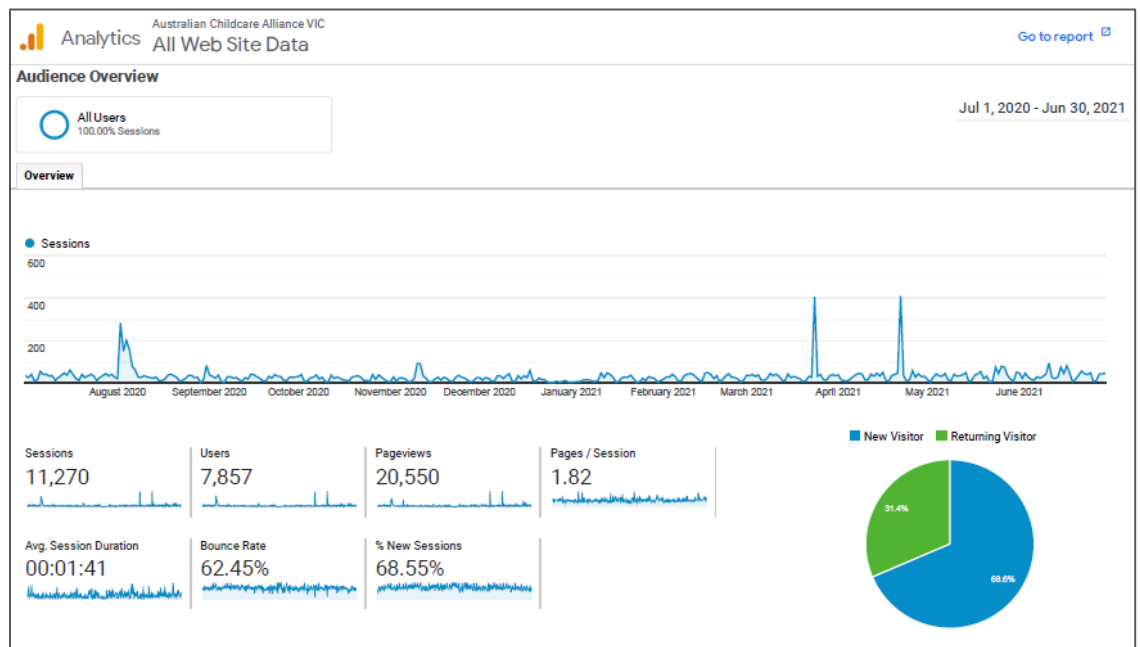 Australian Childcare Alliance VIC
Analytics All Web Site Data
Go to report
Audience Overview
All Users
100.00% Sessions
Jul 1, 2020 - Jun 30, 2021
Overview
Sessions
600
400
200
August 2020 September 2020 October 2020 November 2020 December 2020 January 2021 February 2021 March 2021 April 2021 May 2021 June 2021
New Visitor Returning Visitor
Sessions Users Pageviews Pages / Session
11,270 7,857 20,550 1.82
Avg. Session Duration Bounce Rate % New Sessions
00:01:41 62.45% 68.55%
31.4%
68.6%